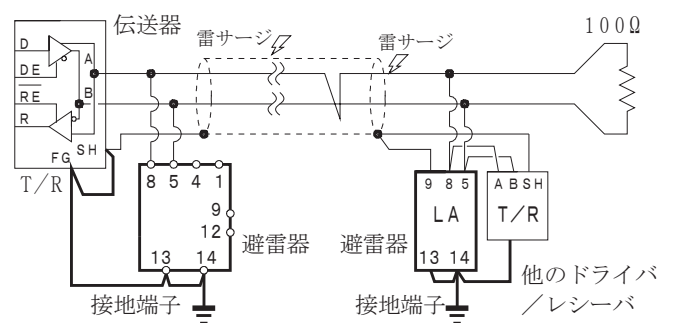 伝送器
100Ω
雷サージ
雷サージ
D
A
DE
B
RE
R
SH
FG
T/R
8 5 4 1
9
12
13 14
避雷器
接地端子
9 8 5
LA
13 14
避雷器
接地端子
A B SH
T/R
他のドライバ
/レシーバ